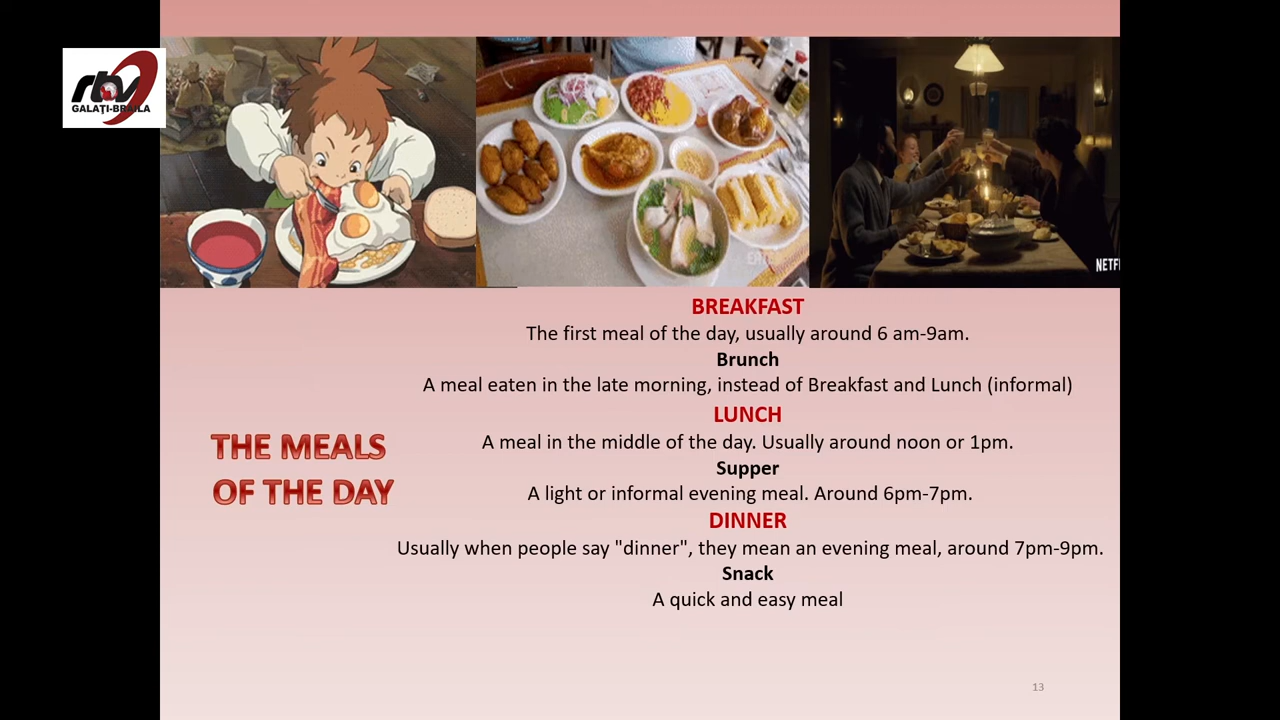 rtv
GALAȚI-BRĂILA
NETF
BREAKFAST
The first meal of the day, usually around 6 am-9am.
Brunch
A meal eaten in the late morning, instead of Breakfast and Lunch (informal)
LUNCH
A meal in the middle of the day. Usually around noon or 1pm.
Supper
A light or informal evening meal. Around 6pm-7pm.
DINNER
Usually when people say "dinner", they mean an evening meal, around 7pm-9pm.
Snack
A quick and easy meal
THE MEALS
OF THE DAY
13